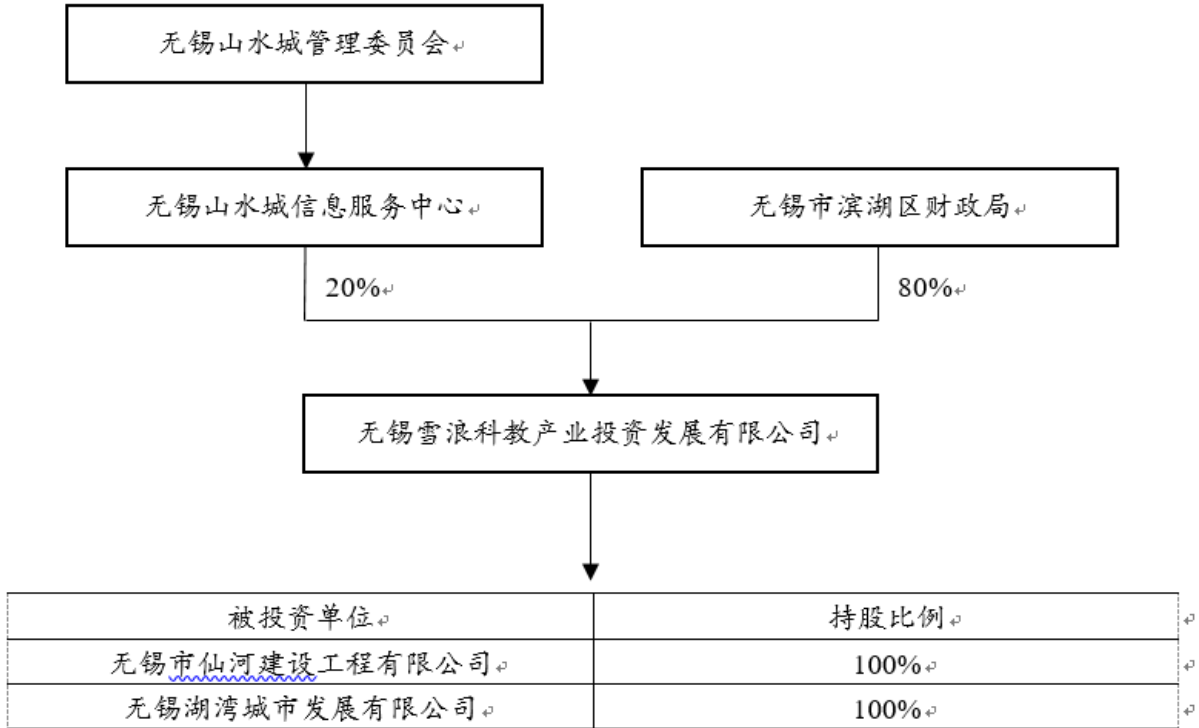 无锡山水城管理委员会
无锡山水城信息服务中心
无锡市滨湖区财政局
20%
80%
无锡雪浪科教产业投资发展有限公司
被投资单位 持股比例
无锡市仙河建设工程有限公司 100%
无锡湖湾城市发展有限公司 100%